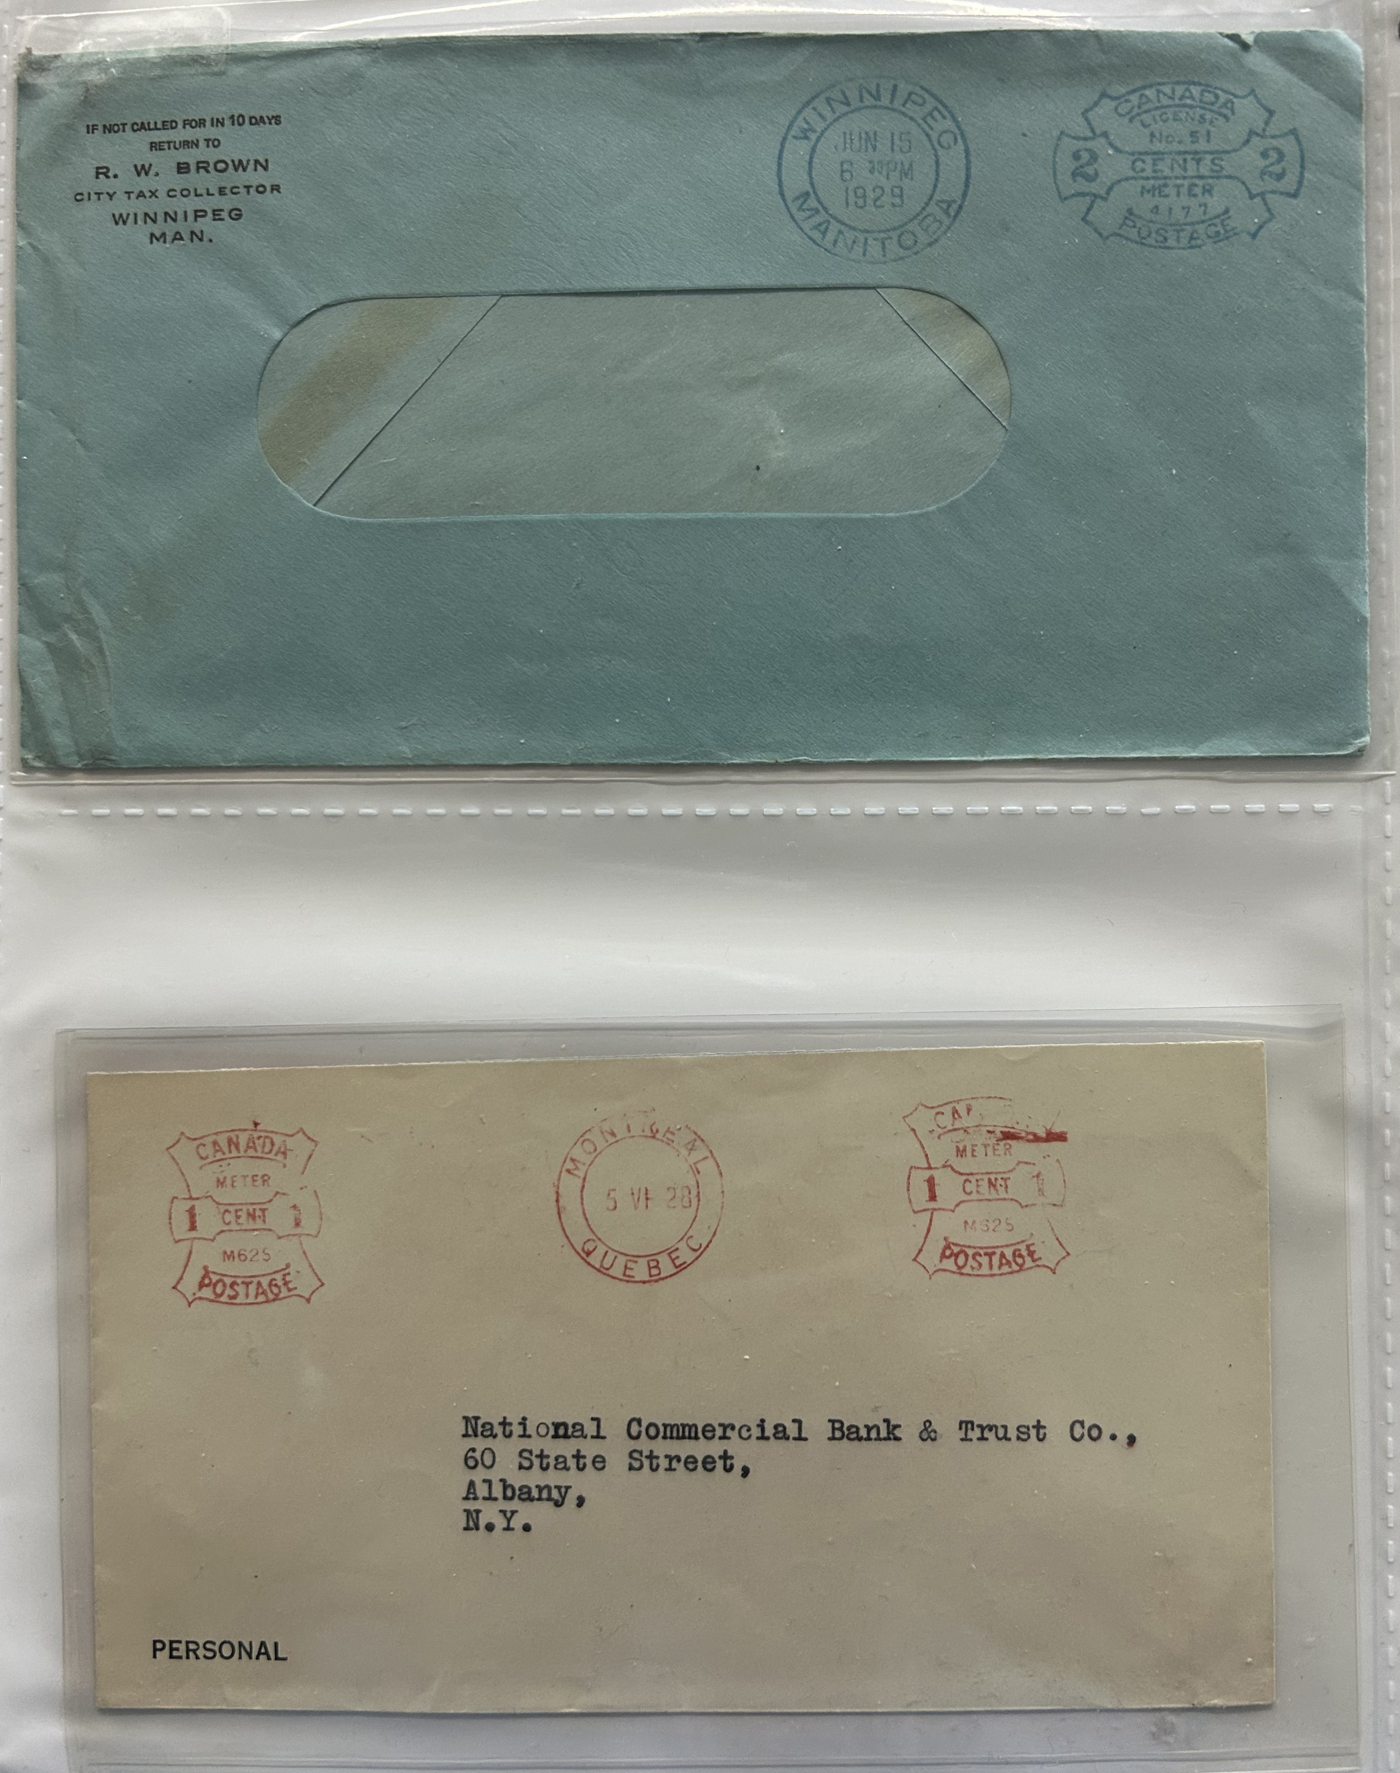 IF NOT CALLED FOR IN 10 DAYS
RETURN TO
R. W. BROWN
CITY TAX COLLECTOR
WINNIPEG
MAN.
WINNIPEG
JUN 15
6 30PM
1929
MANITOBA
CANADA
LICENSE
No. 51
2 CENTS 2
METER
4177
POSTAGE
CANADA
METER
1 CENT 1
M625
POSTAGE
MONTREAL
5 VI 28
QUEBEC
METER
1 CENT 1
M625
POSTAGE
National Commercial Bank & Trust Co.,
60 State Street,
Albany,
N.Y.
PERSONAL